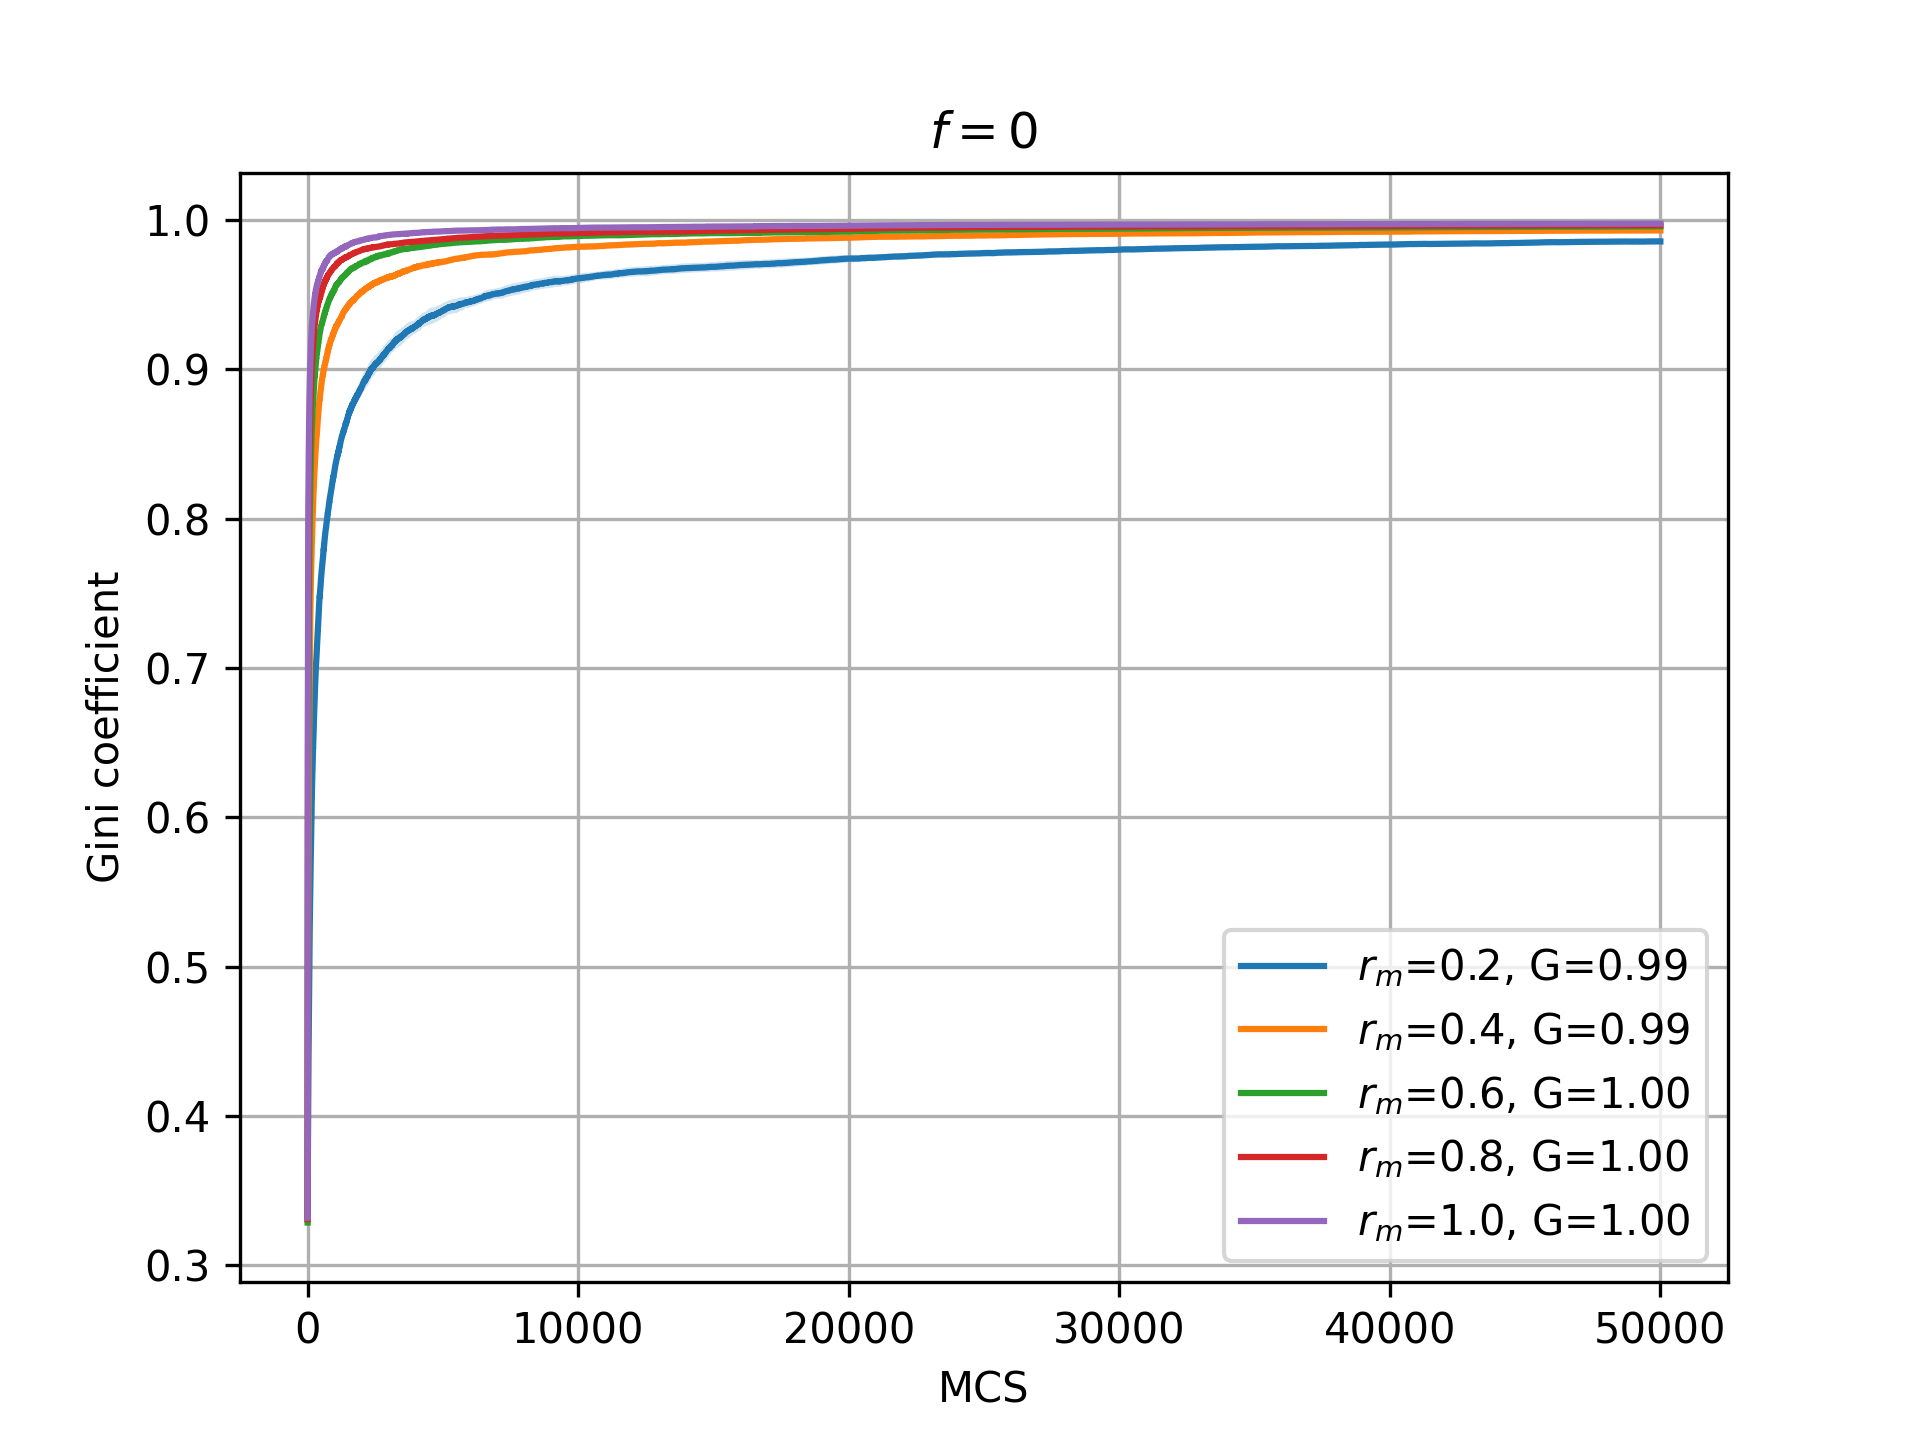 f = 0
1.0
0.9
0.8
0.7
0.6
0.5
0.4
0.3
Gini coefficient
r_m=0.2, G=0.99
r_m=0.4, G=0.99
r_m=0.6, G=1.00
r_m=0.8, G=1.00
r_m=1.0, G=1.00
0 10000 20000 30000 40000 50000
MCS